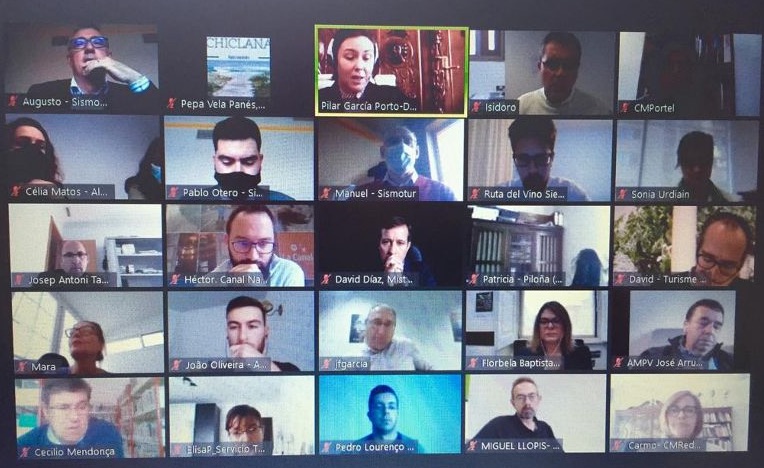 Augusto - Sismo...
CHICLANA
Pepa Vela Panés,...
Pilar García Porto-D...
Isidoro
CMPortel
Célia Matos - Al...
Pablo Otero - Si...
Manuel - Sismotur
Ruta del Vino Sie...
Sonia Urdiain
Josep Antoni Ta...
Héctor. Canal Na...
David Díaz, Mist...
Patricia - Piloña (...
David - Turisme ...
Mara
João Oliveira - A...
jfgarcia
Florbela Baptista...
AMPV José Arru...
Cecilio Mendonça
ElisaP_Servicio T...
Pedro Lourenço ...
MIGUEL LLOPIS- ...
Carmo- CMRed...